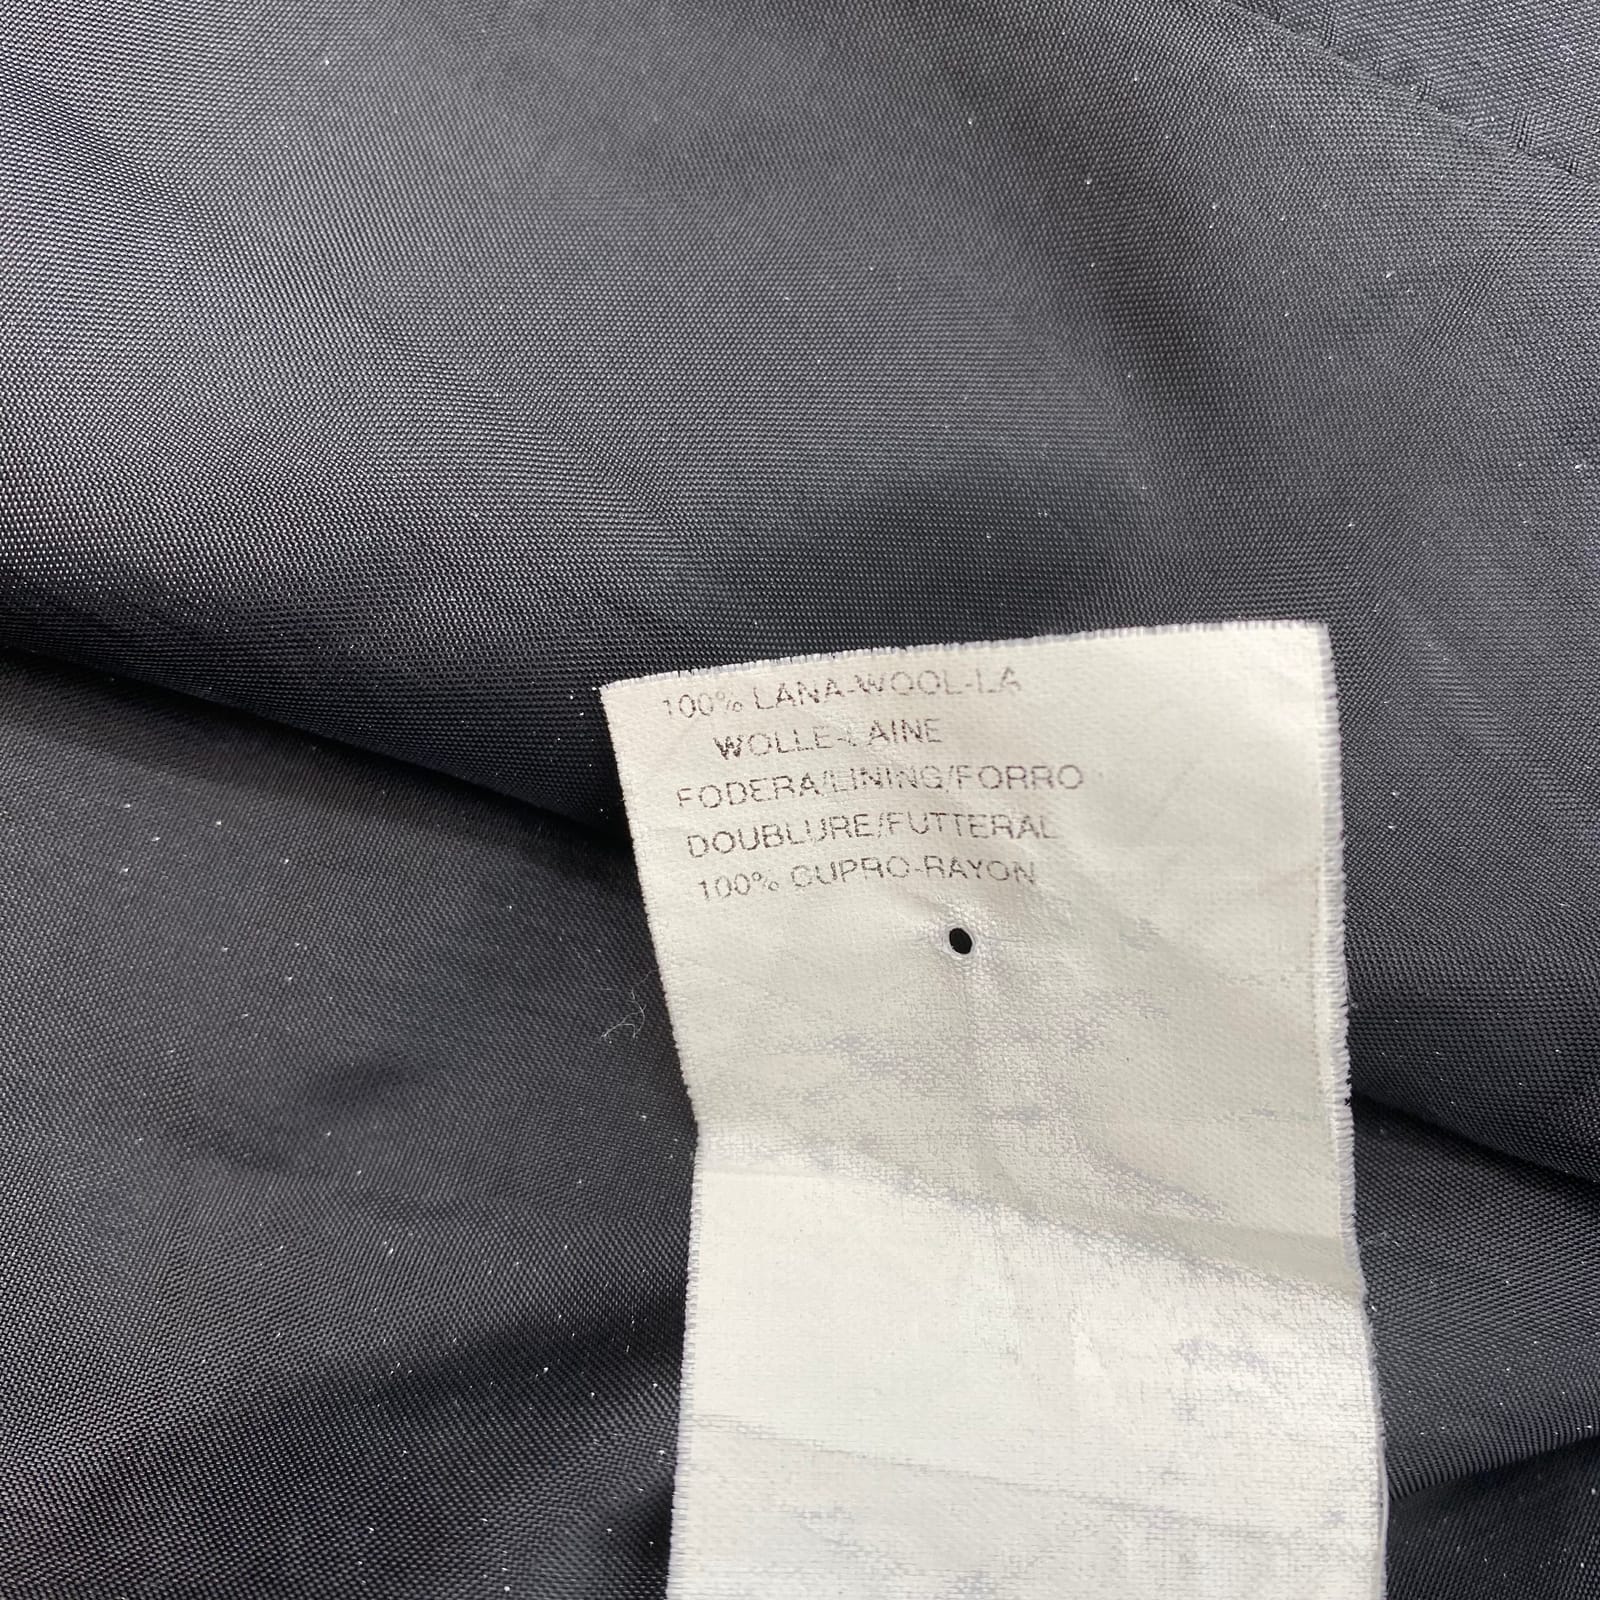 100% LANA-WOOL-LA
WOLLE-LAINE
FODERA/LINING/FORRO
DOUBLURE/FUTTERAL
100% CUPRO-RAYON